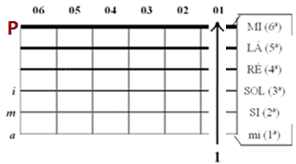 06 05 04 03 02 01
P MI (6ª)
LÁ (5ª)
RÉ (4ª)
i SOL (3ª)
m SI (2ª)
a mi (1ª)
1